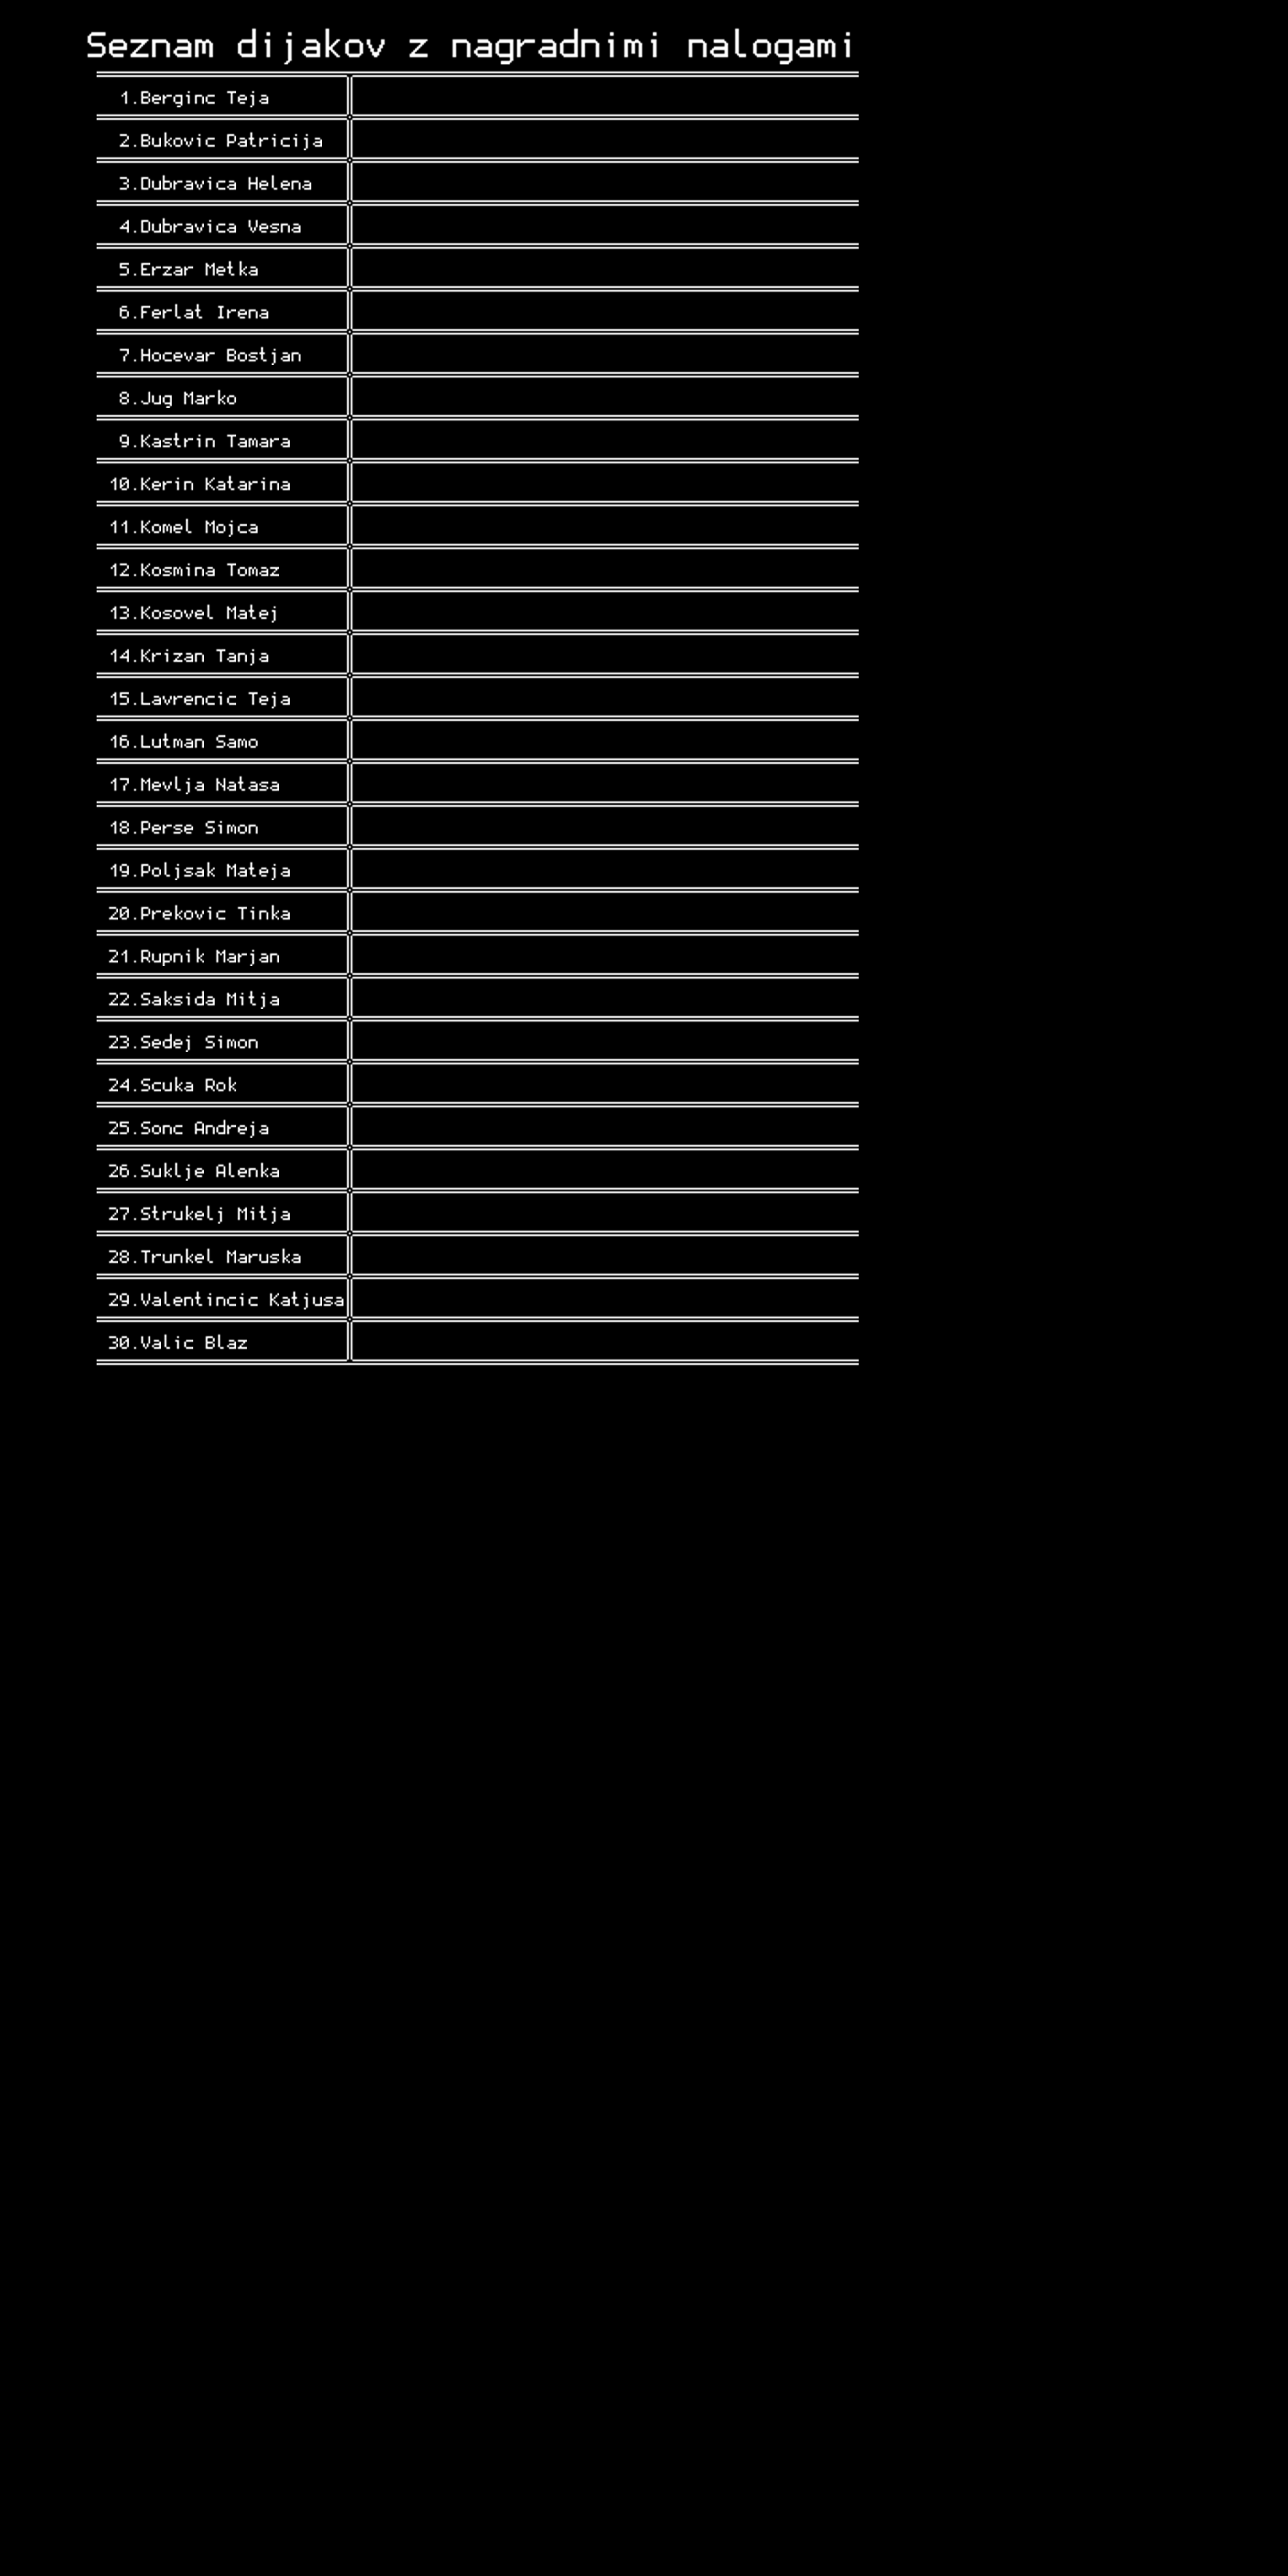 Seznam dijakov z nagradnimi nalogami
1.Berginc Teja
2.Bukovic Patricija
3.Dubravica Helena
4.Dubravica Vesna
5.Erzar Metka
6.Ferlat Irena
7.Hocevar Bostjan
8.Jug Marko
9.Kastrin Tamara
10.Kerin Katarina
11.Komel Mojca
12.Kosmina Tomaz
13.Kosovel Matej
14.Krizan Tanja
15.Lavrencic Teja
16.Lutman Samo
17.Mevlja Natasa
18.Perse Simon
19.Poljsak Mateja
20.Prekovic Tinka
21.Rupnik Marjan
22.Saksida Mitja
23.Sedej Simon
24.Scuka Rok
25.Sonc Andreja
26.Suklje Alenka
27.Strukelj Mitja
28.Trunkel Maruska
29.Valentincic Katjusa
30.Valic Blaz